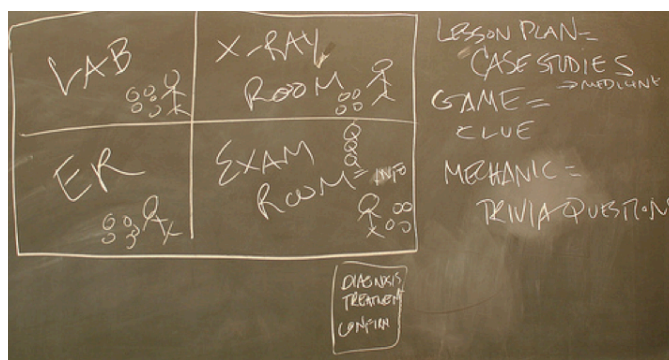 LAB
X-RAY
ROOM
ER
EXAM
ROOM= INFO
DIAGNOSIS
TREATMENT
CONFIRM
LESSON PLAN=
CASE STUDIES
→ MEDICINE
GAME=
CLUE
MECHANIC=
TRIVIA QUESTION